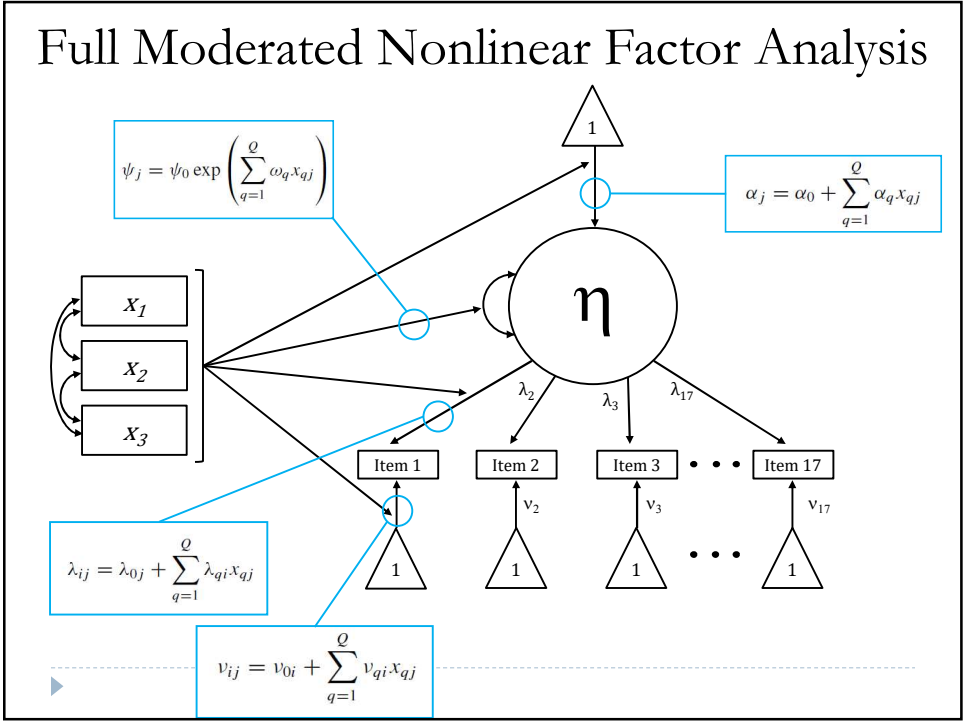 Full Moderated Nonlinear Factor Analysis
1
ψ_j = ψ_0 exp ( ∑_{q=1}^{Q} ω_q x_{qj} )
α_j = α_0 + ∑_{q=1}^{Q} α_q x_{qj}
η
x_1
x_2
x_3
λ_2
λ_3
λ_17
Item 1
Item 2
Item 3
• • •
Item 17
ν_2
ν_3
ν_17
1
1
1
• • •
1
λ_{ij} = λ_{0j} + ∑_{q=1}^{Q} λ_{qi} x_{qj}
ν_{ij} = ν_{0i} + ∑_{q=1}^{Q} ν_{qi} x_{qj}